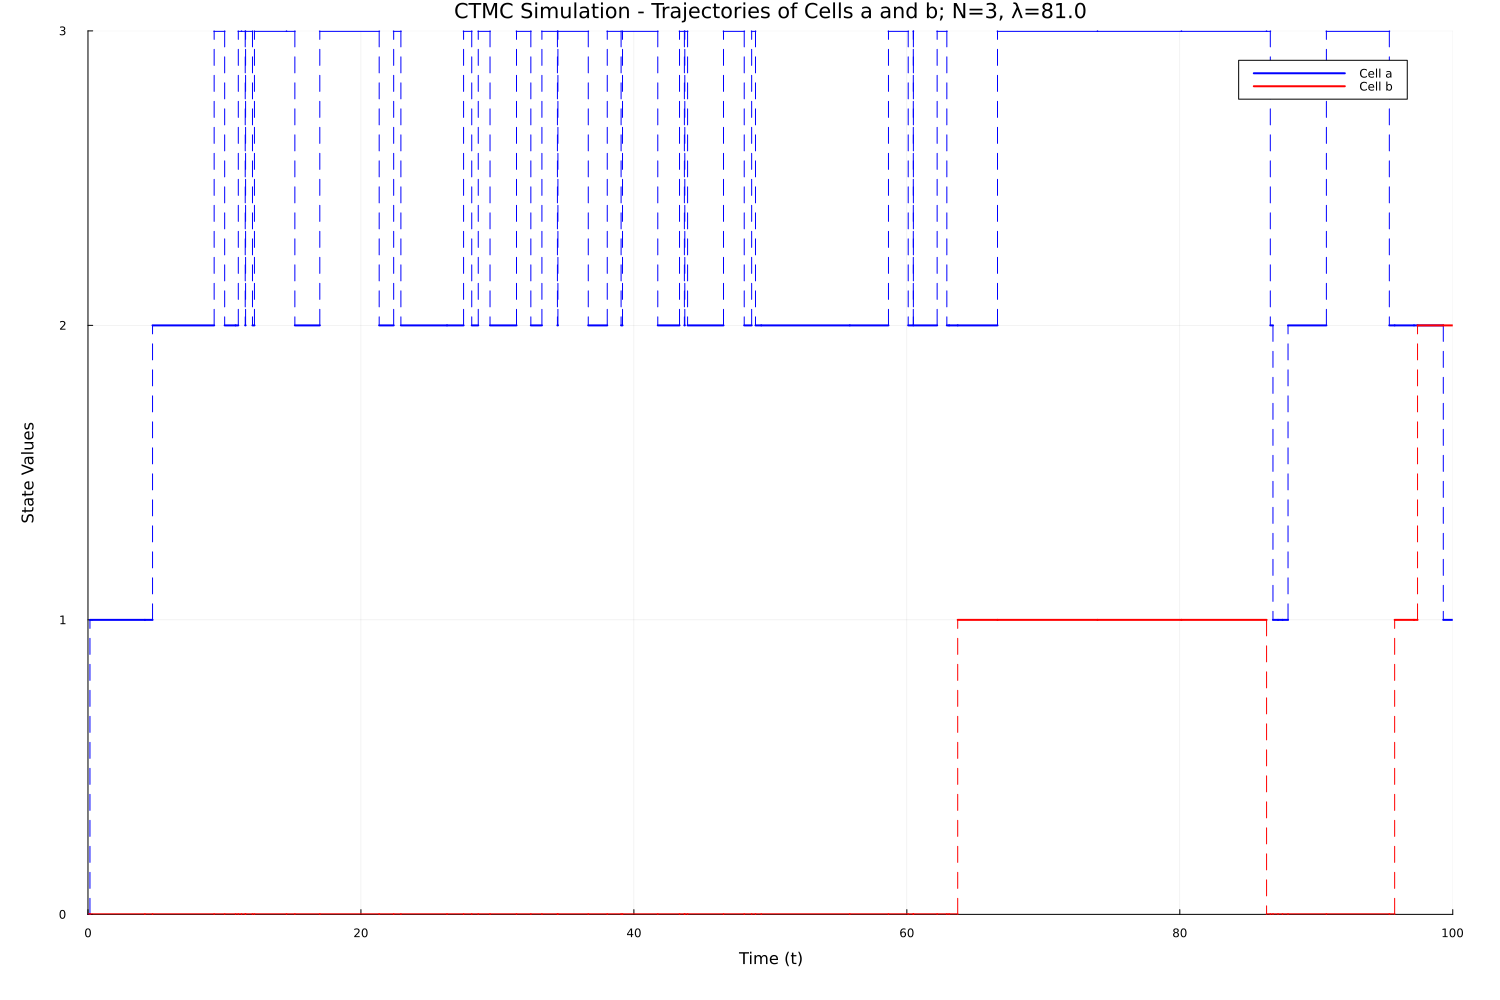 CTMC Simulation - Trajectories of Cells a and b; N=3, λ=81.0
3
Cell a
Cell b
2
State Values
1
0
0 20 40 60 80 100
Time (t)